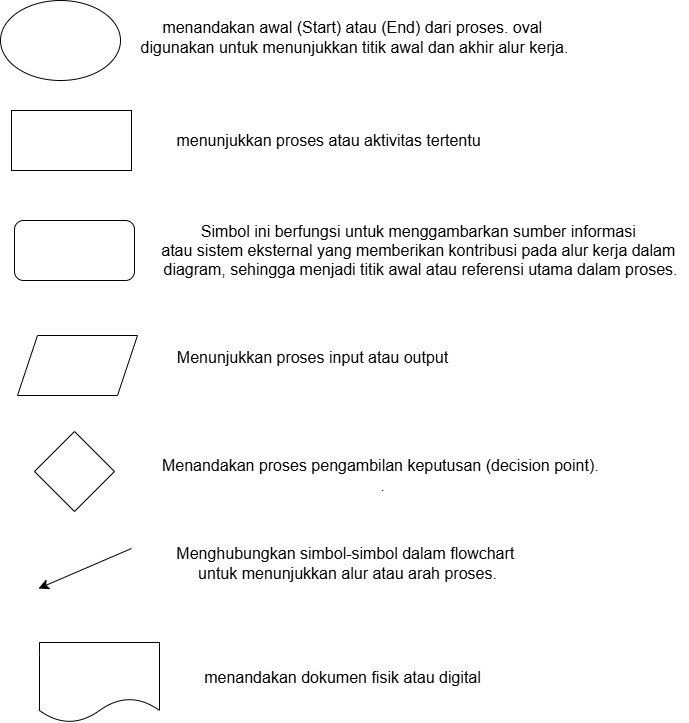 menandakan awal (Start) atau (End) dari proses. oval
digunakan untuk menunjukkan titik awal dan akhir alur kerja.
menunjukkan proses atau aktivitas tertentu
Simbol ini berfungsi untuk menggambarkan sumber informasi
atau sistem eksternal yang memberikan kontribusi pada alur kerja dalam
diagram, sehingga menjadi titik awal atau referensi utama dalam proses.
Menunjukkan proses input atau output
Menandakan proses pengambilan keputusan (decision point).
.
Menghubungkan simbol-simbol dalam flowchart
untuk menunjukkan alur atau arah proses.
menandakan dokumen fisik atau digital